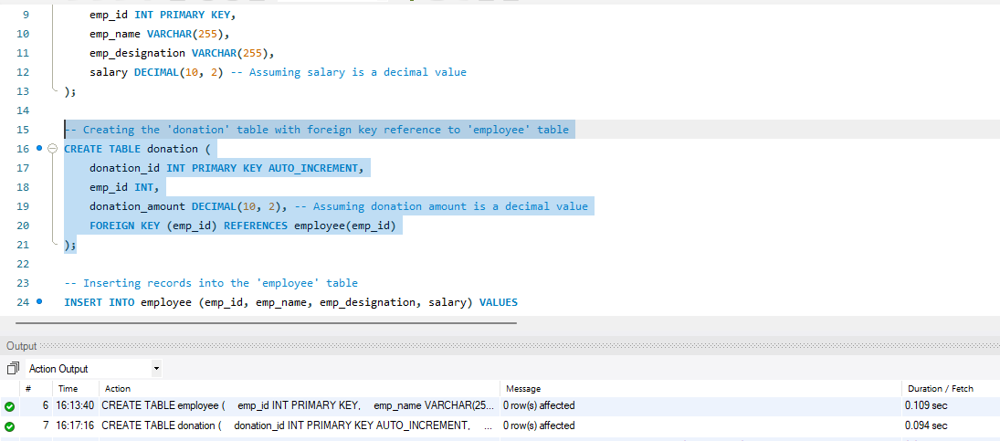 9 emp_id INT PRIMARY KEY,
10 emp_name VARCHAR(255),
11 emp_designation VARCHAR(255),
12 salary DECIMAL(10, 2) -- Assuming salary is a decimal value
13 );
14
15 -- Creating the 'donation' table with foreign key reference to 'employee' table
16 CREATE TABLE donation (
17 donation_id INT PRIMARY KEY AUTO_INCREMENT,
18 emp_id INT,
19 donation_amount DECIMAL(10, 2), -- Assuming donation amount is a decimal value
20 FOREIGN KEY (emp_id) REFERENCES employee(emp_id)
21 );
22
23 -- Inserting records into the 'employee' table
24 INSERT INTO employee (emp_id, emp_name, emp_designation, salary) VALUES
Output
Action Output
# Time Action Message Duration / Fetch
6 16:13:40 CREATE TABLE employee ( emp_id INT PRIMARY KEY, emp_name VARCHAR(25... 0 row(s) affected 0.109 sec
7 16:17:16 CREATE TABLE donation ( donation_id INT PRIMARY KEY AUTO_INCREMENT, ... 0 row(s) affected 0.094 sec